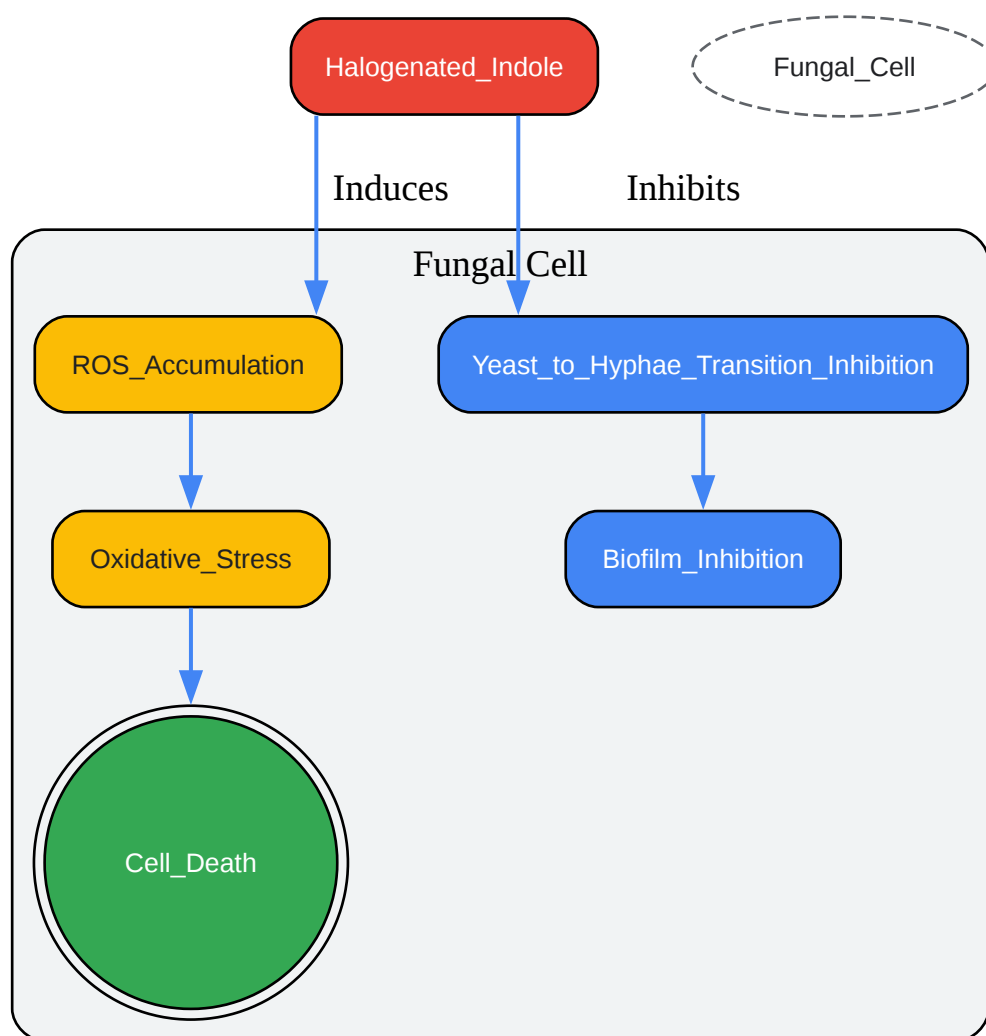 Halogenated_Indole
Fungal_Cell
Induces
Inhibits
Fungal Cell
ROS_Accumulation
Yeast_to_Hyphae_Transition_Inhibition
Oxidative_Stress
Biofilm_Inhibition
Cell_Death